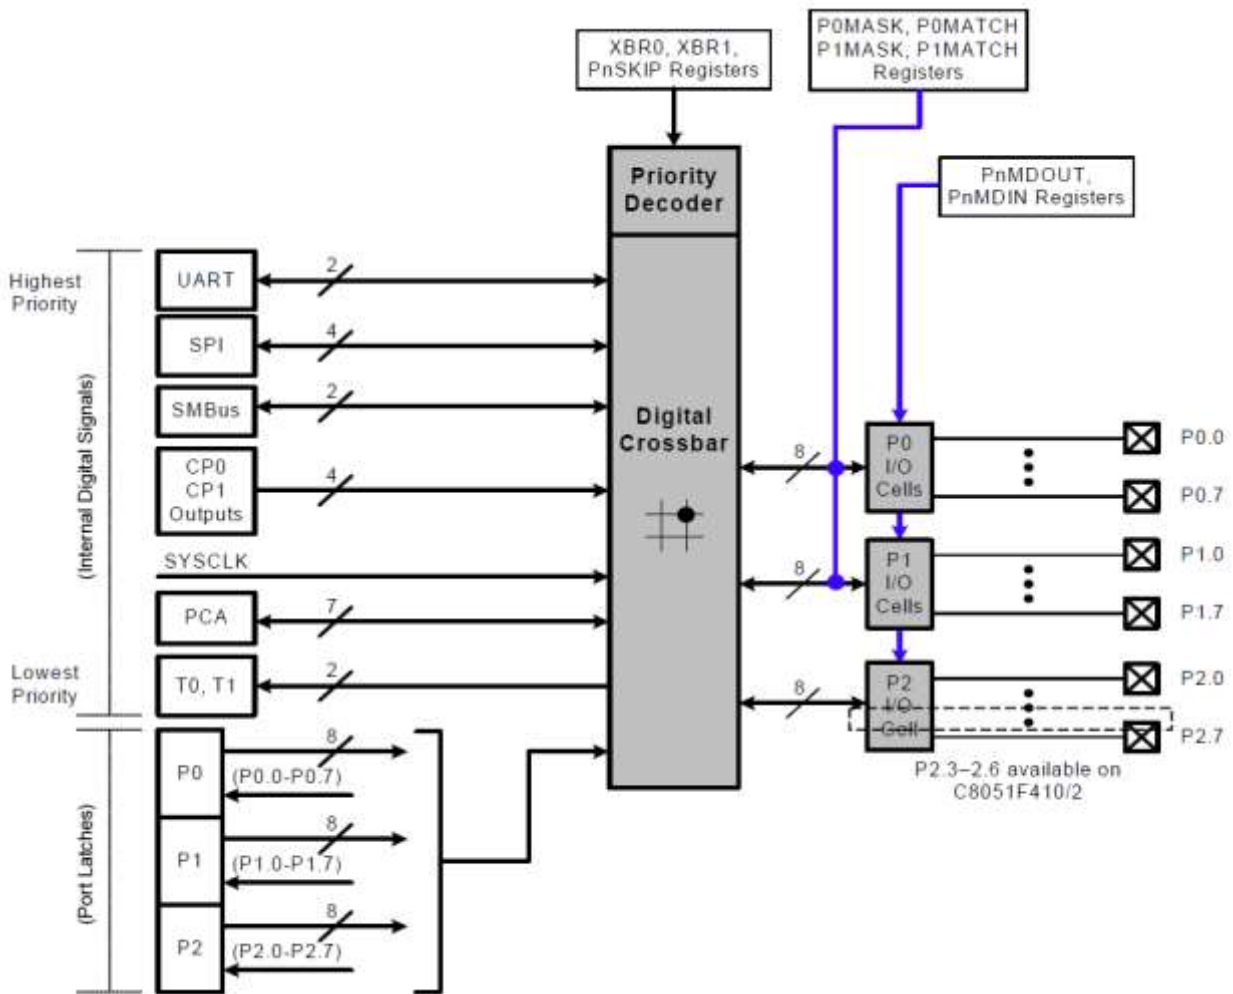 XBR0, XBR1,
PnSKIP Registers
P0MASK, P0MATCH
P1MASK, P1MATCH
Registers
PnMDOUT,
PnMDIN Registers
Priority
Decoder
Digital
Crossbar
Highest
Priority
(Internal Digital Signals)
Lowest
Priority
UART
2
SPI
4
SMBus
2
CP0
CP1
Outputs
4
SYSCLK
PCA
7
T0, T1
2
(Port Latches)
P0
8
(P0.0-P0.7)
P1
8
(P1.0-P1.7)
P2
8
(P2.0-P2.7)
8
P0
I/O
Cells
P0.0
P0.7
8
P1
I/O
Cells
P1.0
P1.7
8
P2
I/O
Cell
P2.0
P2.7
P2.3–2.6 available on
C8051F410/2